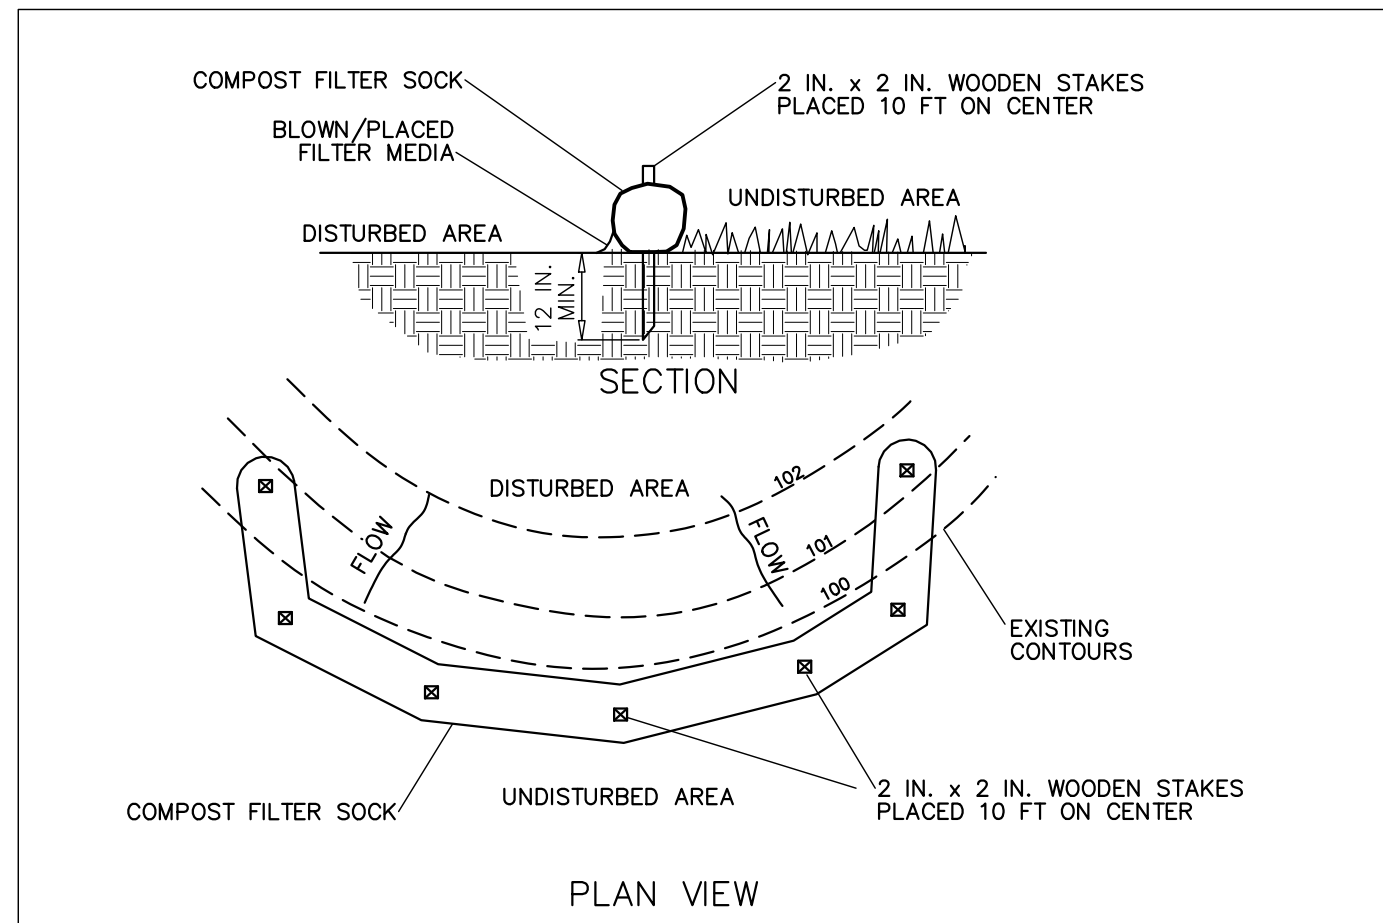 COMPOST FILTER SOCK
2 IN. x 2 IN. WOODEN STAKES
PLACED 10 FT ON CENTER
BLOWN/PLACED
FILTER MEDIA
UNDISTURBED AREA
DISTURBED AREA
12 IN.
MIN.
SECTION
102
DISTURBED AREA
FLOW
FLOW
101
100
EXISTING
CONTOURS
2 IN. x 2 IN. WOODEN STAKES
PLACED 10 FT ON CENTER
UNDISTURBED AREA
COMPOST FILTER SOCK
PLAN VIEW